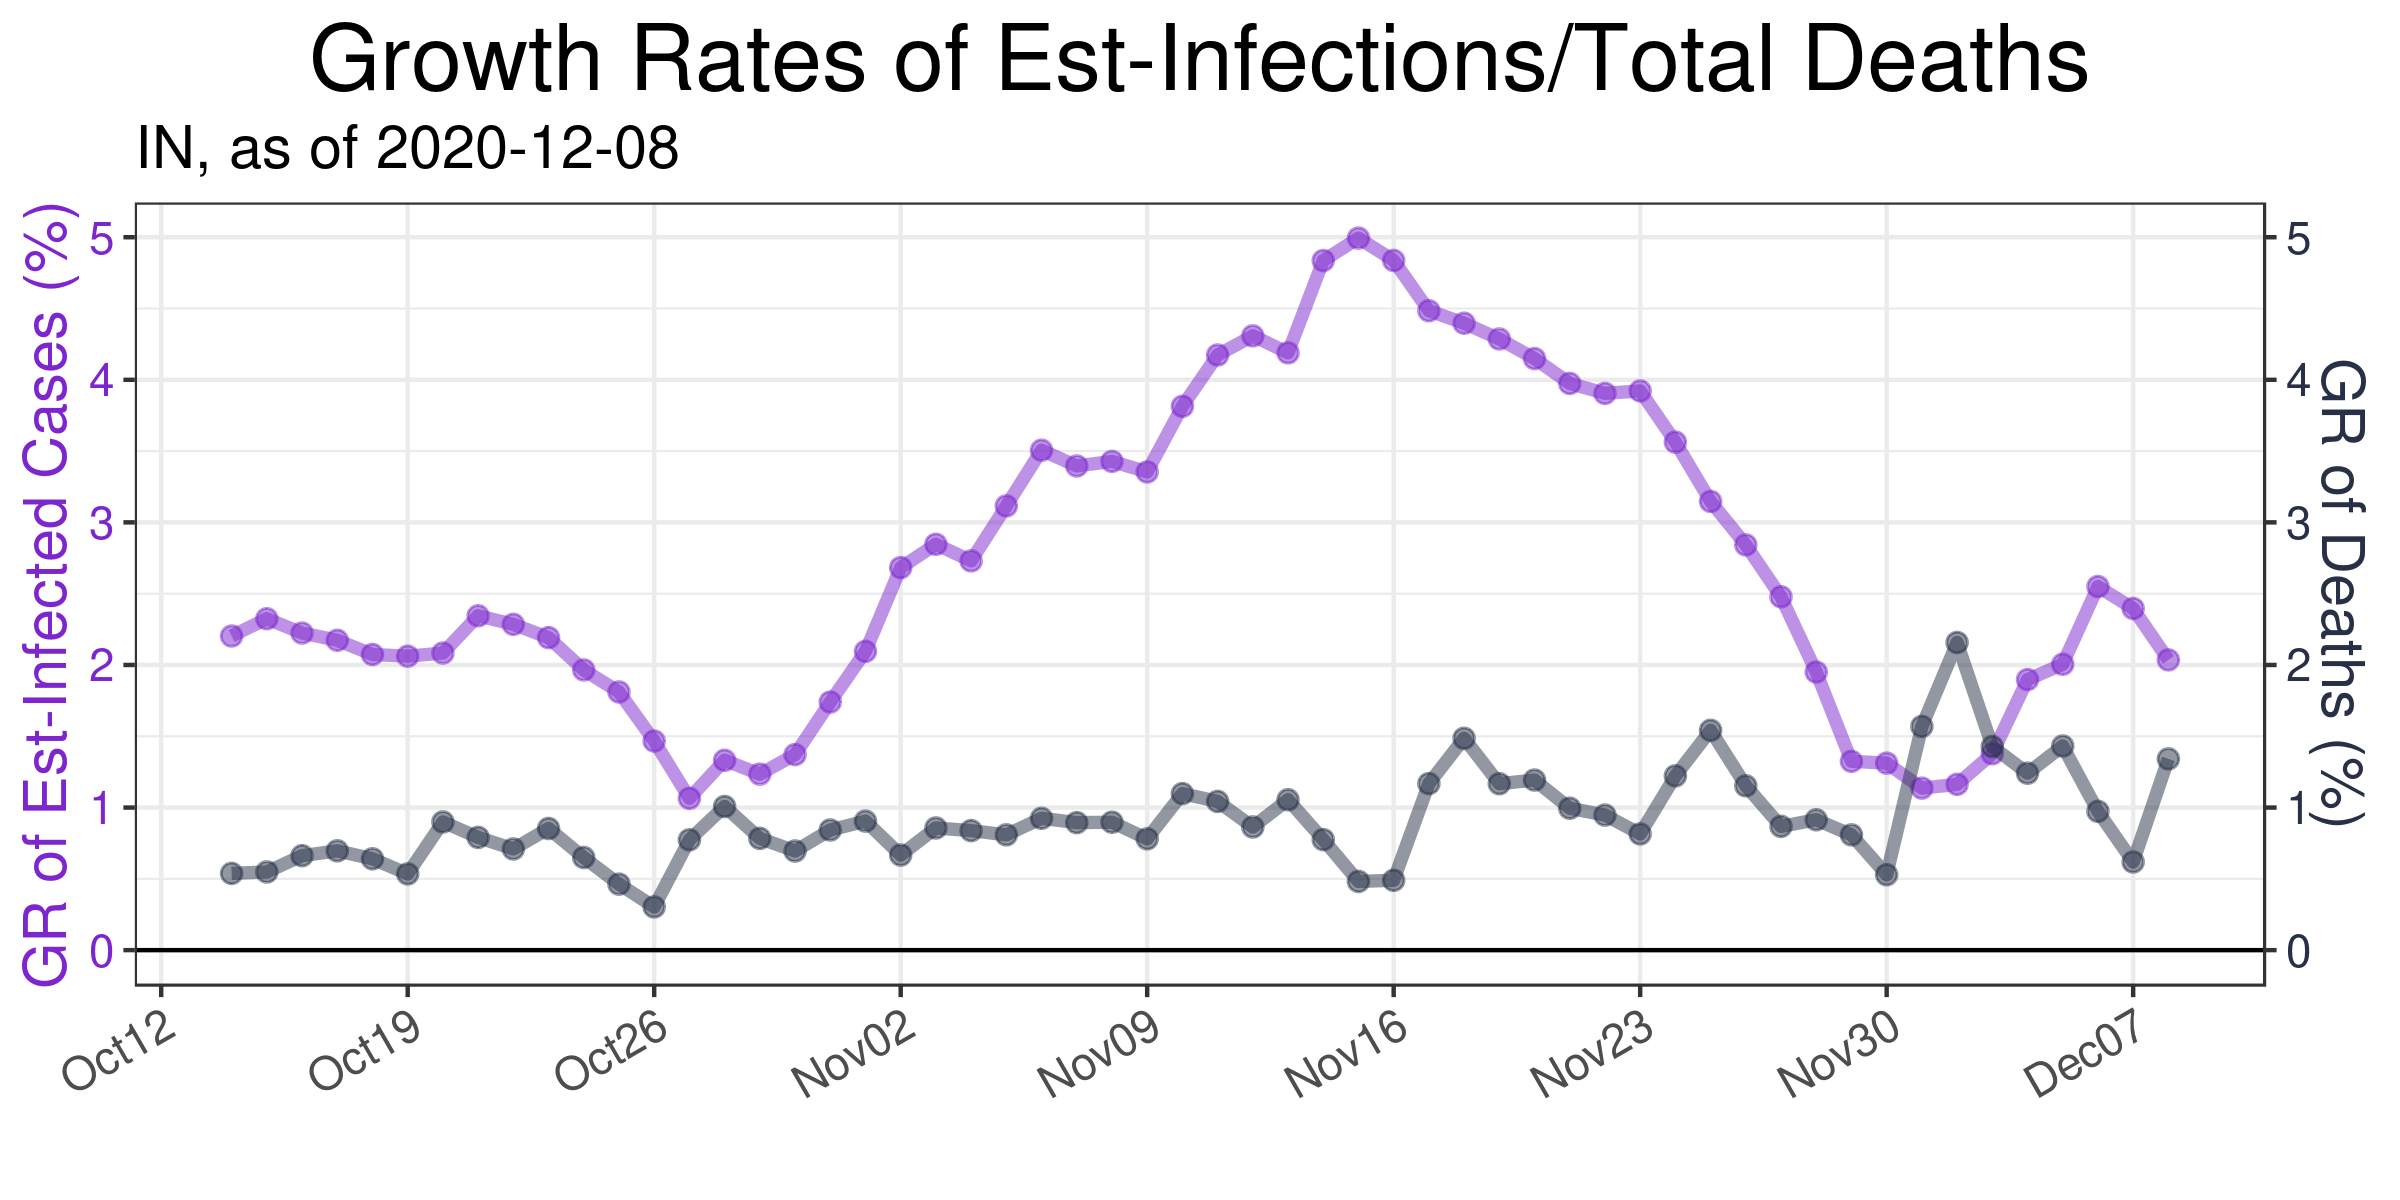 Growth Rates of Est-Infections/Total Deaths
IN, as of 2020-12-08
GR of Est-Infected Cases (%)
5
4
3
2
1
0
5
4
3
2
1
0
GR of Deaths (%)
Oct12
Oct19
Oct26
Nov02
Nov09
Nov16
Nov23
Nov30
Dec07